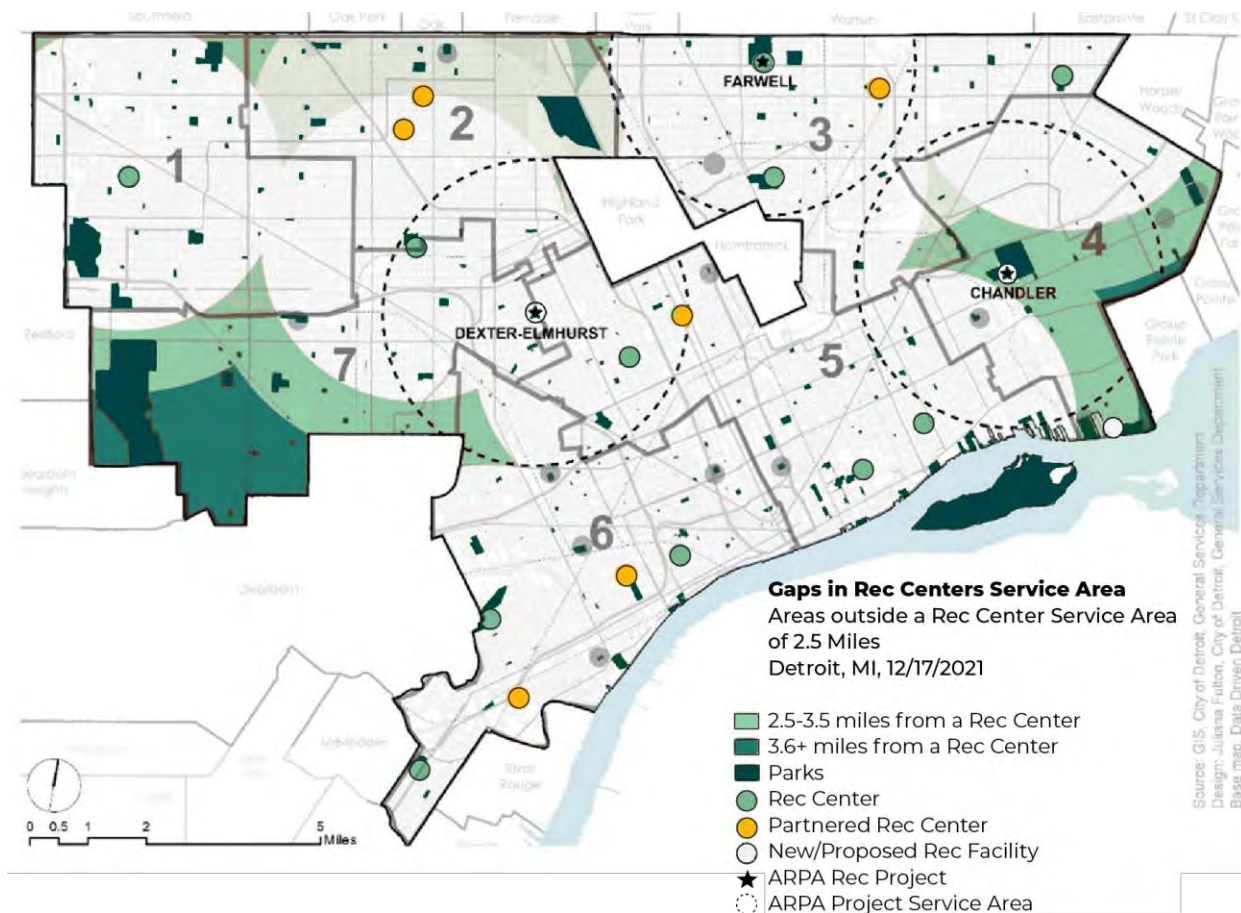 Southfield
Oak Park
Oak
Ferndale
Park
Warren
Eastpointe
St Clair S
FARWELL
Harper
Woods
1
2
3
4
Highland
Park
Hamtramck
CHANDLER
Redford
DEXTER-ELMHURST
7
5
Grosse
Pointe
Park
Dearborn
Heights
6
Dearborn
Melvindale
River
Rouge
Gaps in Rec Centers Service Area
Areas outside a Rec Center Service Area
of 2.5 Miles
Detroit, MI, 12/17/2021
2.5-3.5 miles from a Rec Center
3.6+ miles from a Rec Center
Parks
Rec Center
Partnered Rec Center
New/Proposed Rec Facility
ARPA Rec Project
ARPA Project Service Area
0 0.5 1 2 5
Miles
Source: GIS, City of Detroit, General Services Department
Design: Juliana Fulton, City of Detroit, General Services Department
Base map: Data Driven Detroit